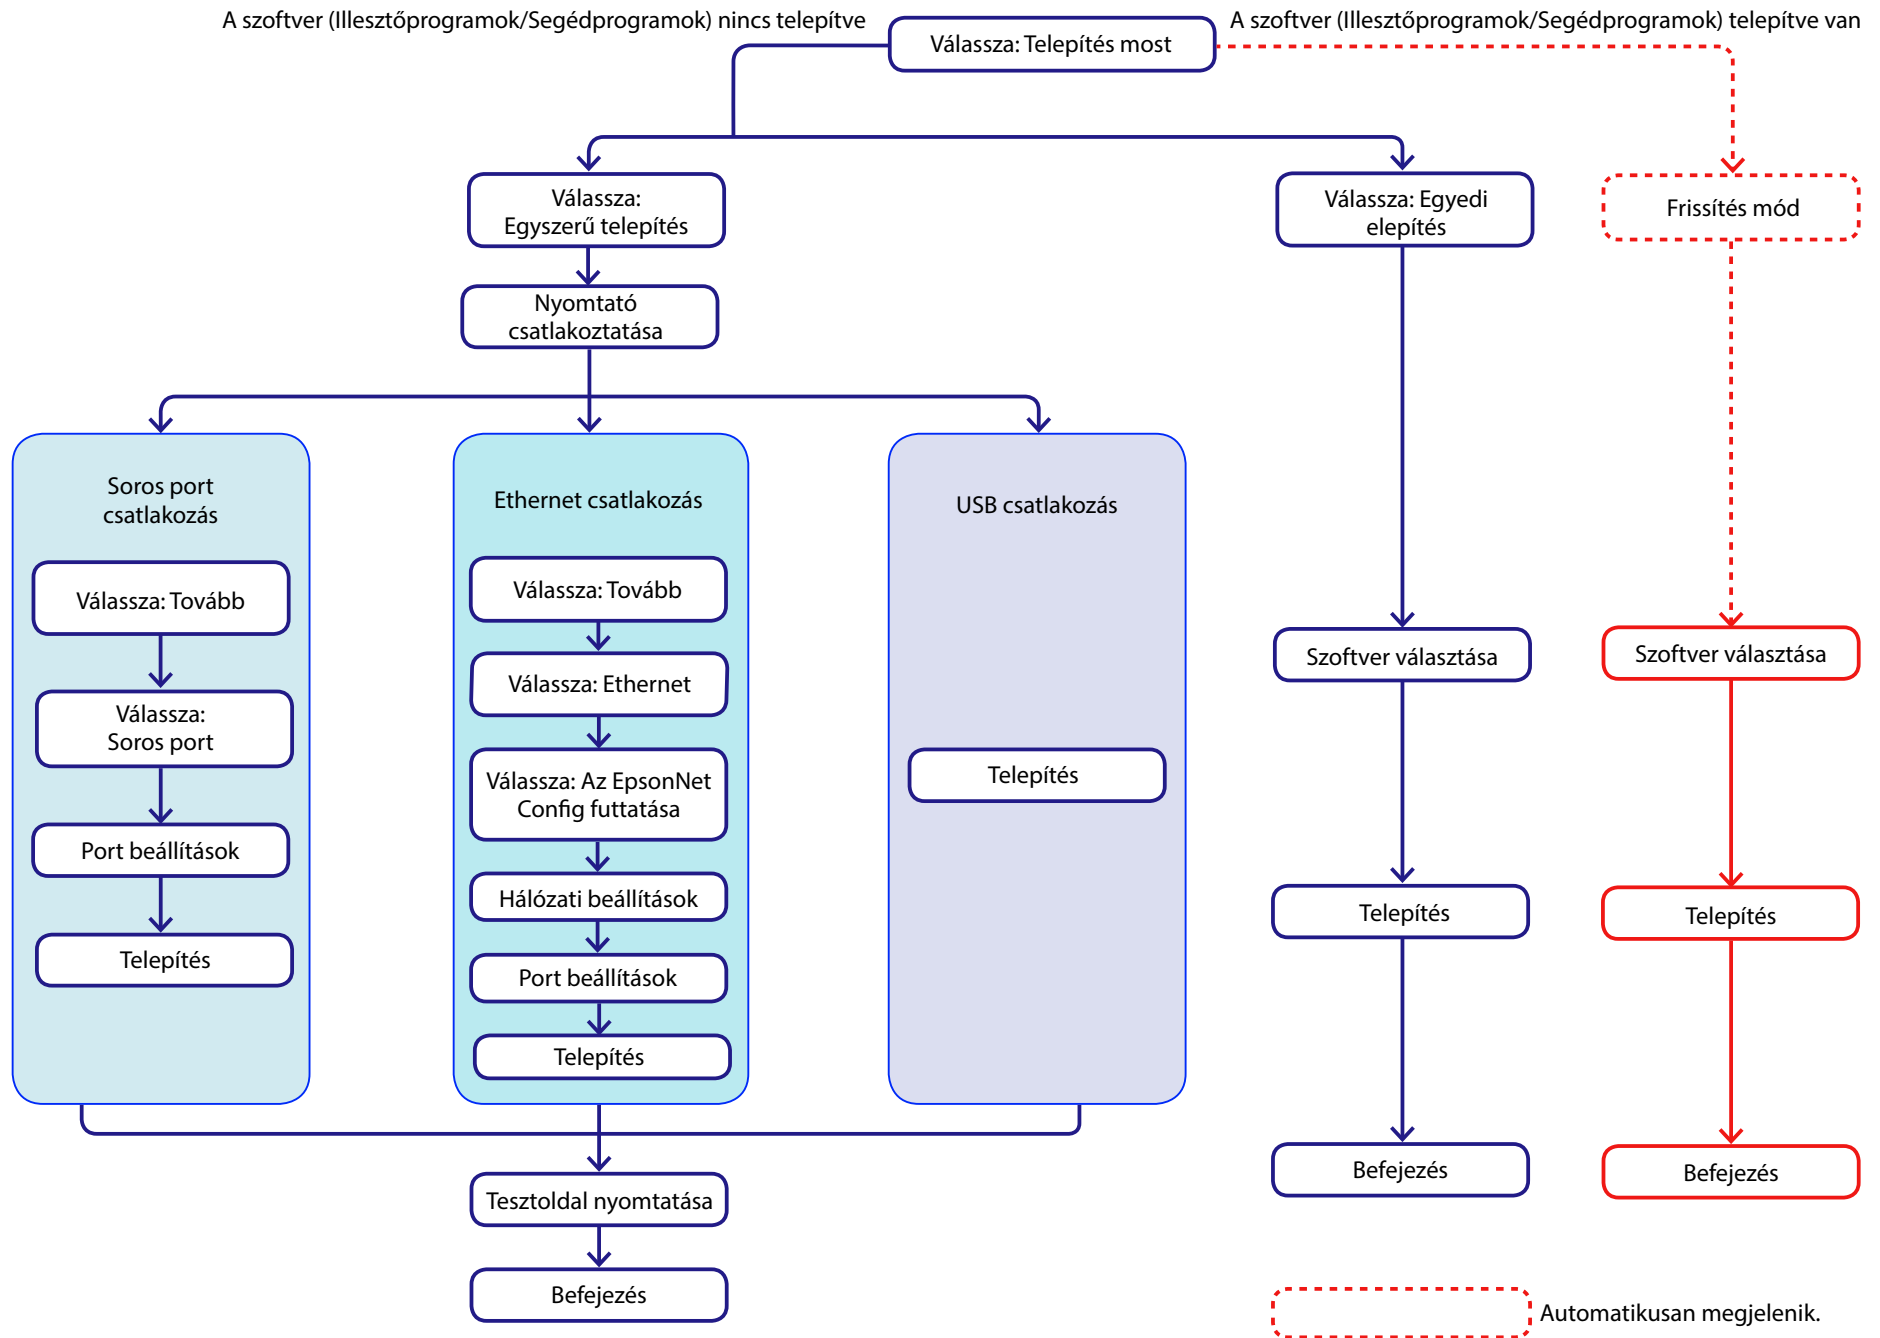 A szoftver (Illesztőprogramok/Segédprogramok) nincs telepítve
Válassza: Telepítés most
A szoftver (Illesztőprogramok/Segédprogramok) telepítve van
Válassza:
Egyszerű telepítés
Válassza: Egyedi
elepítés
Frissítés mód
Nyomtató
csatlakoztatása
Soros port
csatlakozás
Válassza: Tovább
Válassza:
Soros port
Port beállítások
Telepítés
Ethernet csatlakozás
Válassza: Tovább
Válassza: Ethernet
Válassza: Az EpsonNet
Config futtatása
Hálózati beállítások
Port beállítások
Telepítés
USB csatlakozás
Telepítés
Szoftver választása
Telepítés
Befejezés
Szoftver választása
Telepítés
Befejezés
Tesztoldal nyomtatása
Befejezés
Automatikusan megjelenik.